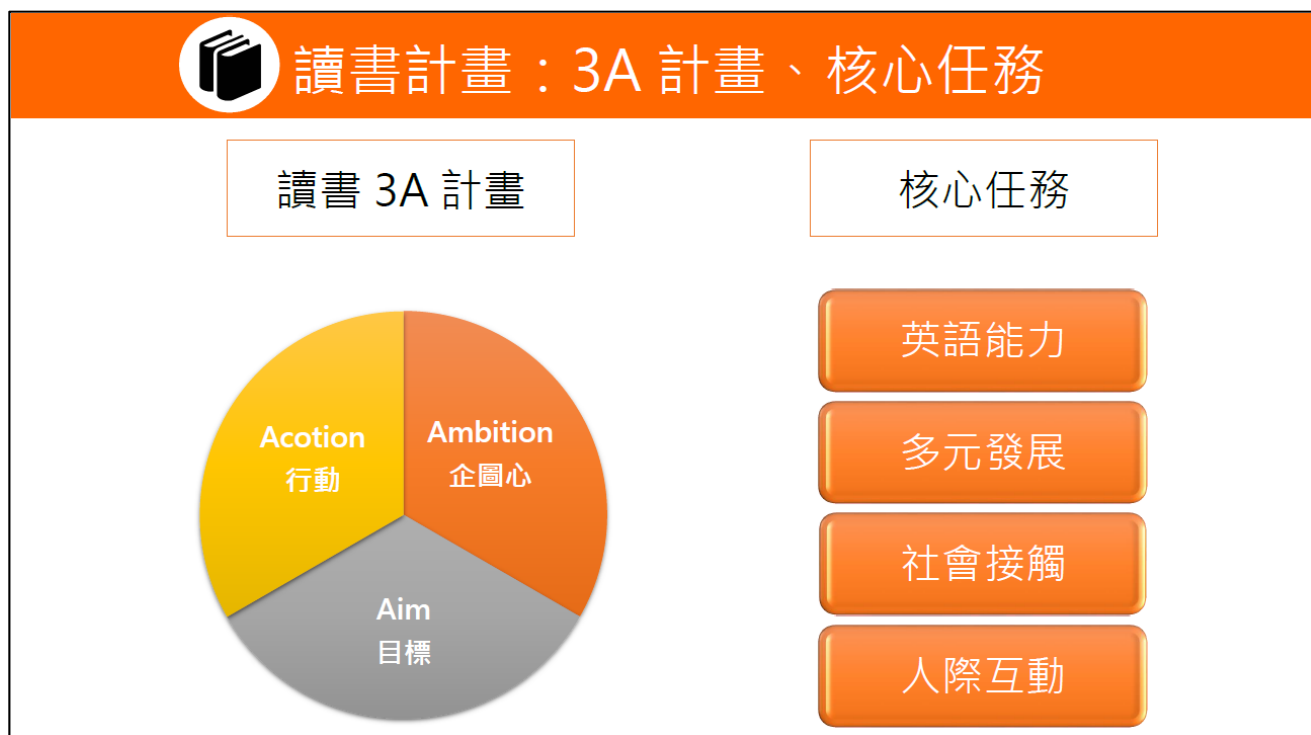 讀書計畫：3A 計畫、核心任務
讀書 3A 計畫
核心任務
Acotion
行動
Ambition
企圖心
Aim
目標
英語能力
多元發展
社會接觸
人際互動